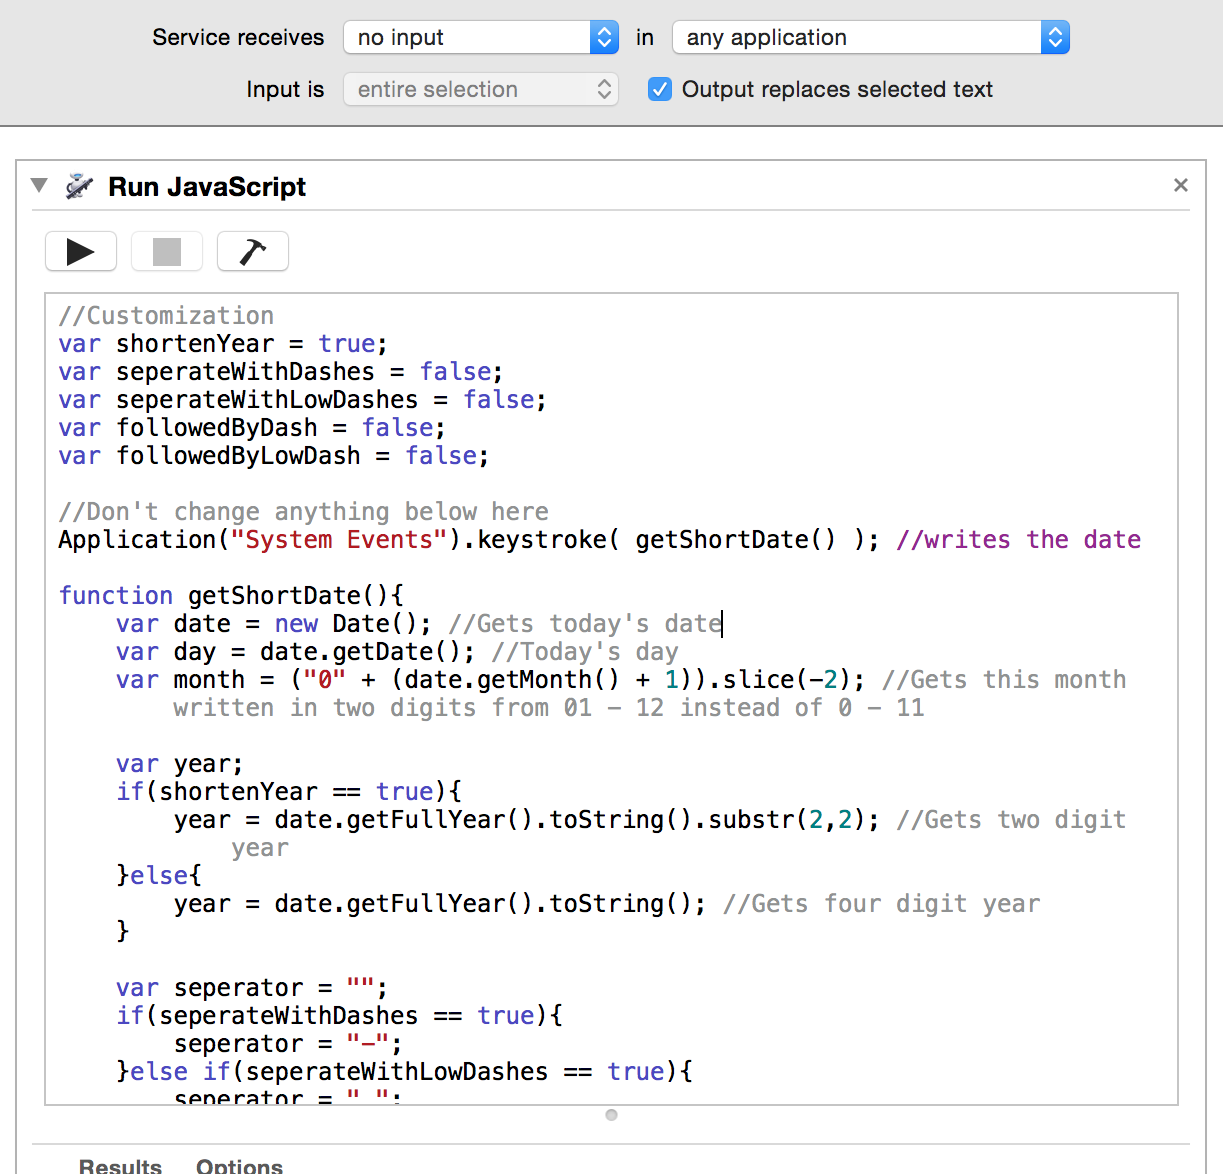 Service receives no input in any application
Input is entire selection Output replaces selected text
Run JavaScript
//Customization
var shortenYear = true;
var seperateWithDashes = false;
var seperateWithLowDashes = false;
var followedByDash = false;
var followedByLowDash = false;
//Don't change anything below here
Application("System Events").keystroke( getShortDate() ); //writes the date
function getShortDate(){
var date = new Date(); //Gets today's date
var day = date.getDate(); //Today's day
var month = ("0" + (date.getMonth() + 1)).slice(-2); //Gets this month
written in two digits from 01 - 12 instead of 0 - 11
var year;
if(shortenYear == true){
year = date.getFullYear().toString().substr(2,2); //Gets two digit
year
}else{
year = date.getFullYear().toString(); //Gets four digit year
}
var seperator = "";
if(seperateWithDashes == true){
seperator = "-";
}else if(seperateWithLowDashes == true){
seperator = "_";
Results Options